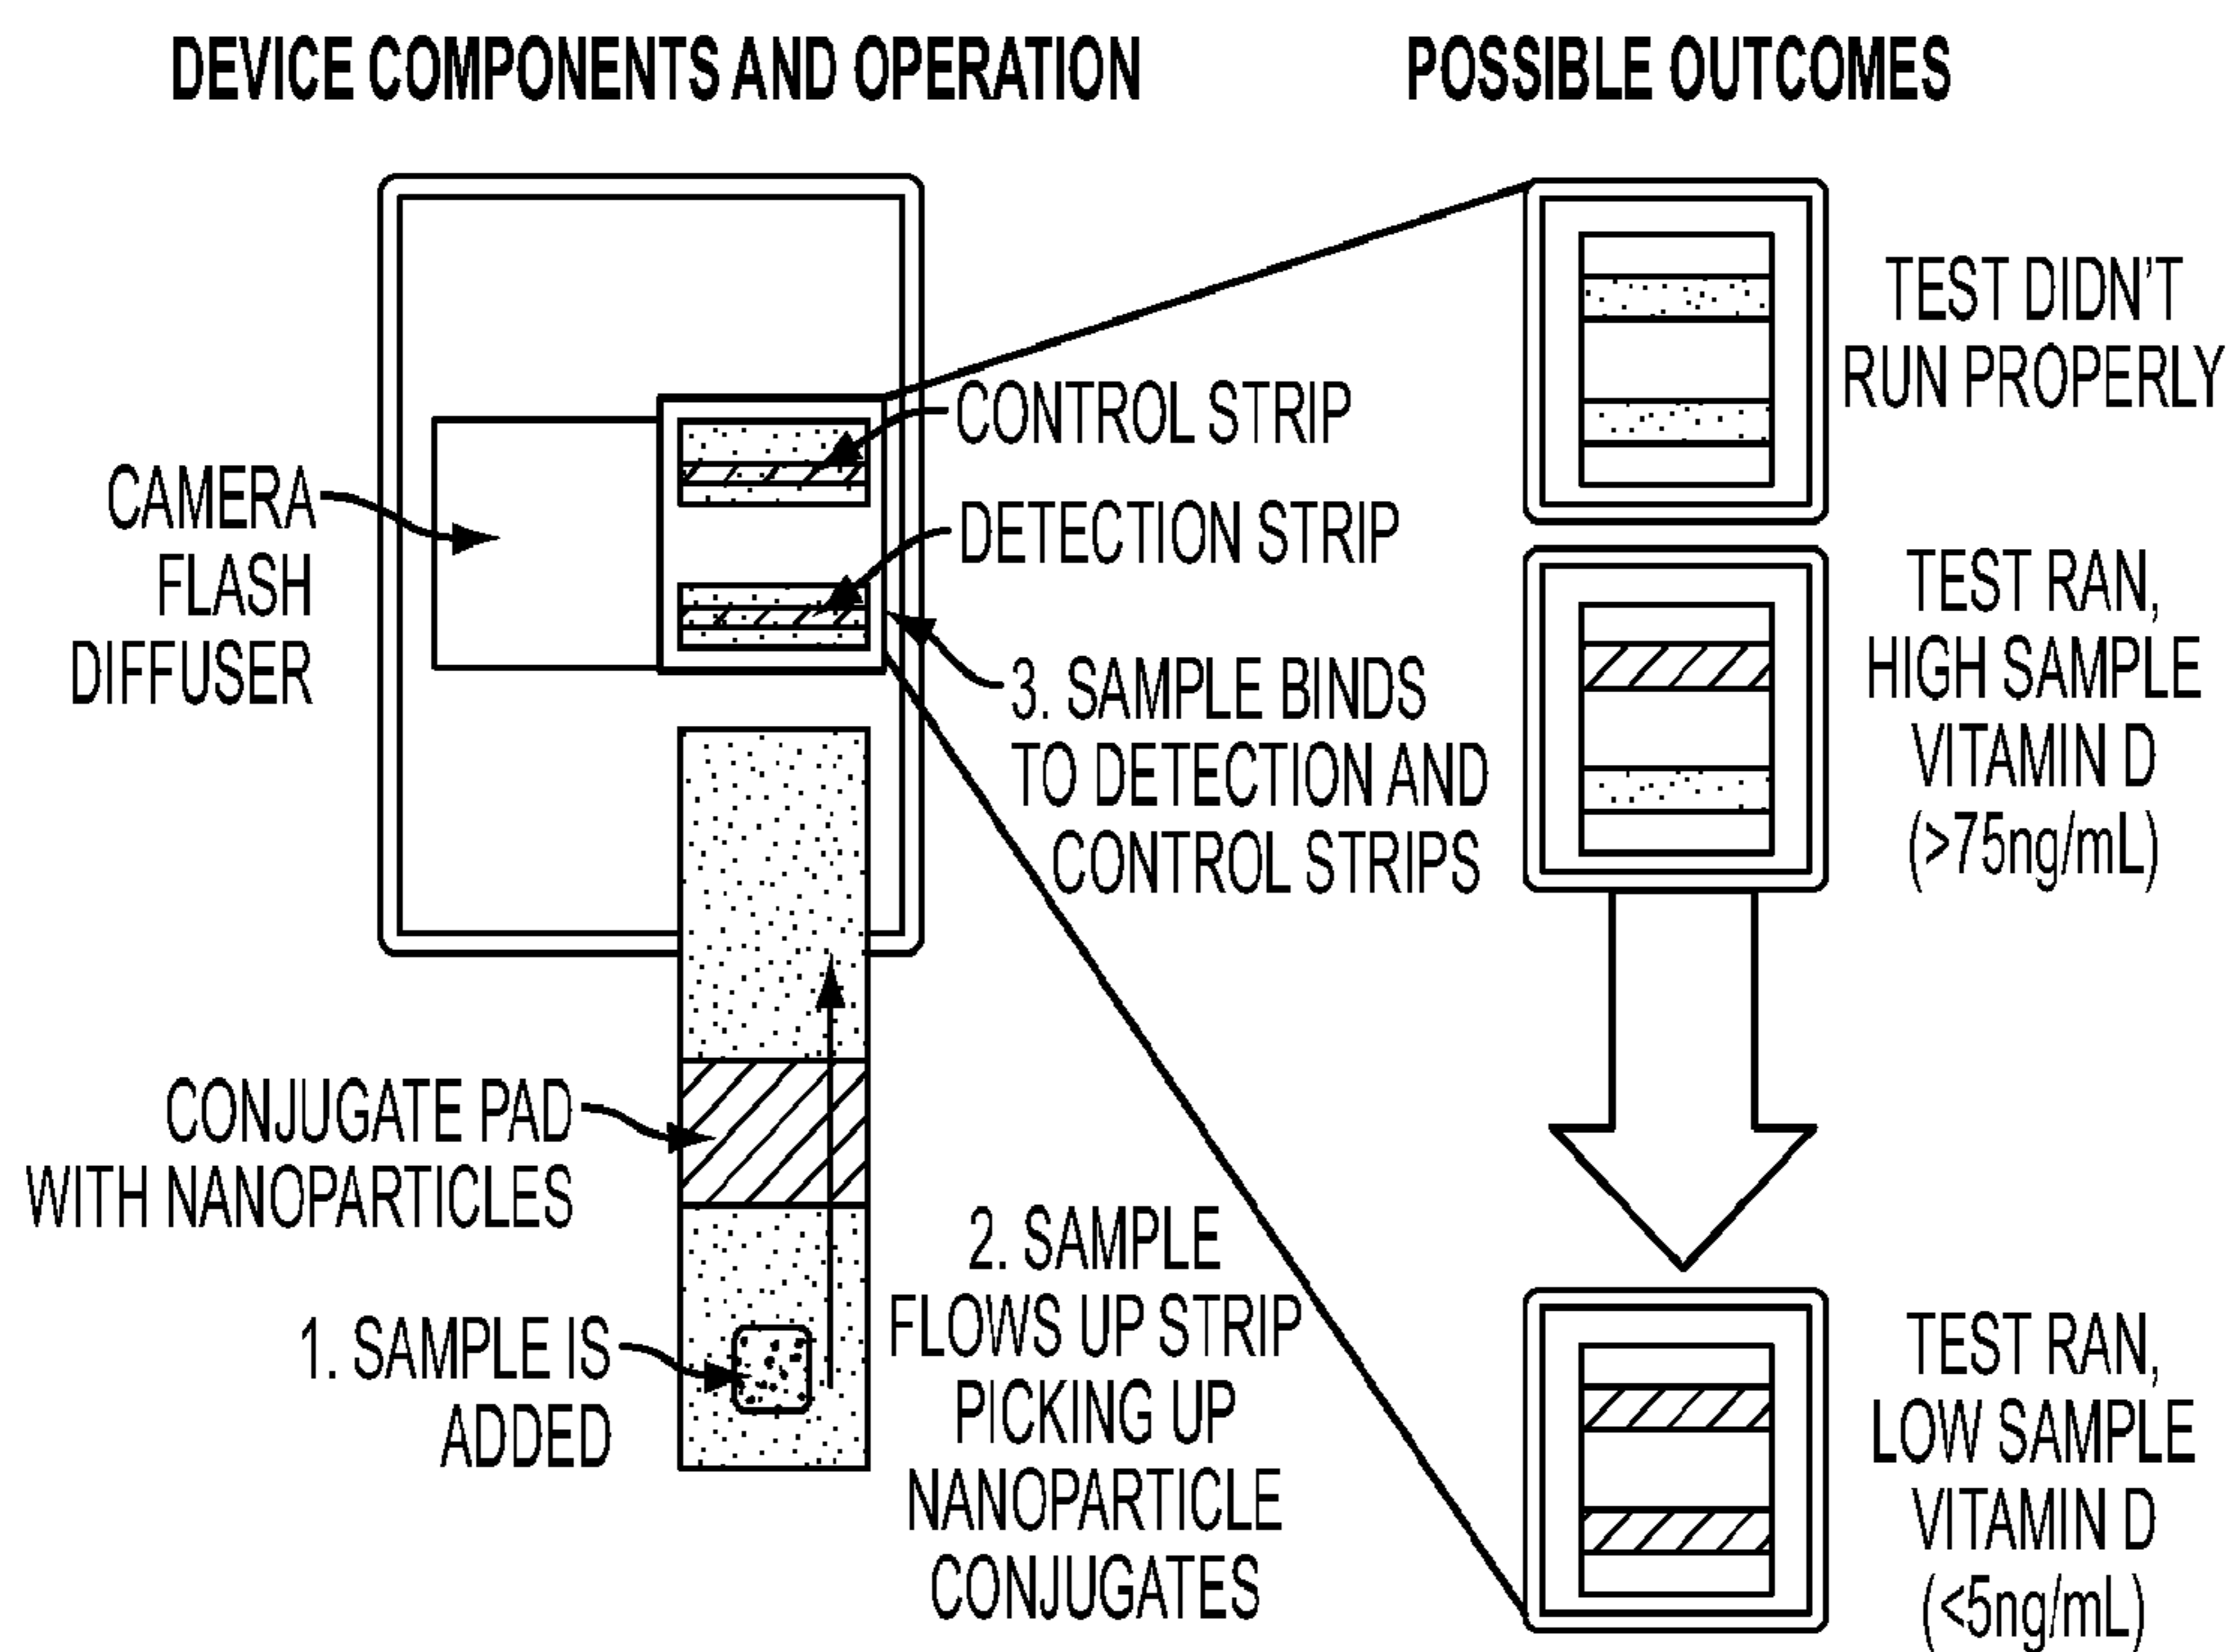 DEVICE COMPONENTS AND OPERATION
POSSIBLE OUTCOMES
CAMERA
FLASH
DIFFUSER
CONTROL STRIP
DETECTION STRIP
3. SAMPLE BINDS
TO DETECTION AND
CONTROL STRIPS
CONJUGATE PAD
WITH NANOPARTICLES
1. SAMPLE IS
ADDED
2. SAMPLE
FLOWS UP STRIP
PICKING UP
NANOPARTICLE
CONJUGATES
TEST DIDN'T
RUN PROPERLY
TEST RAN,
HIGH SAMPLE
VITAMIN D
(>75ng/mL)
TEST RAN,
LOW SAMPLE
VITAMIN D
(<5ng/mL)